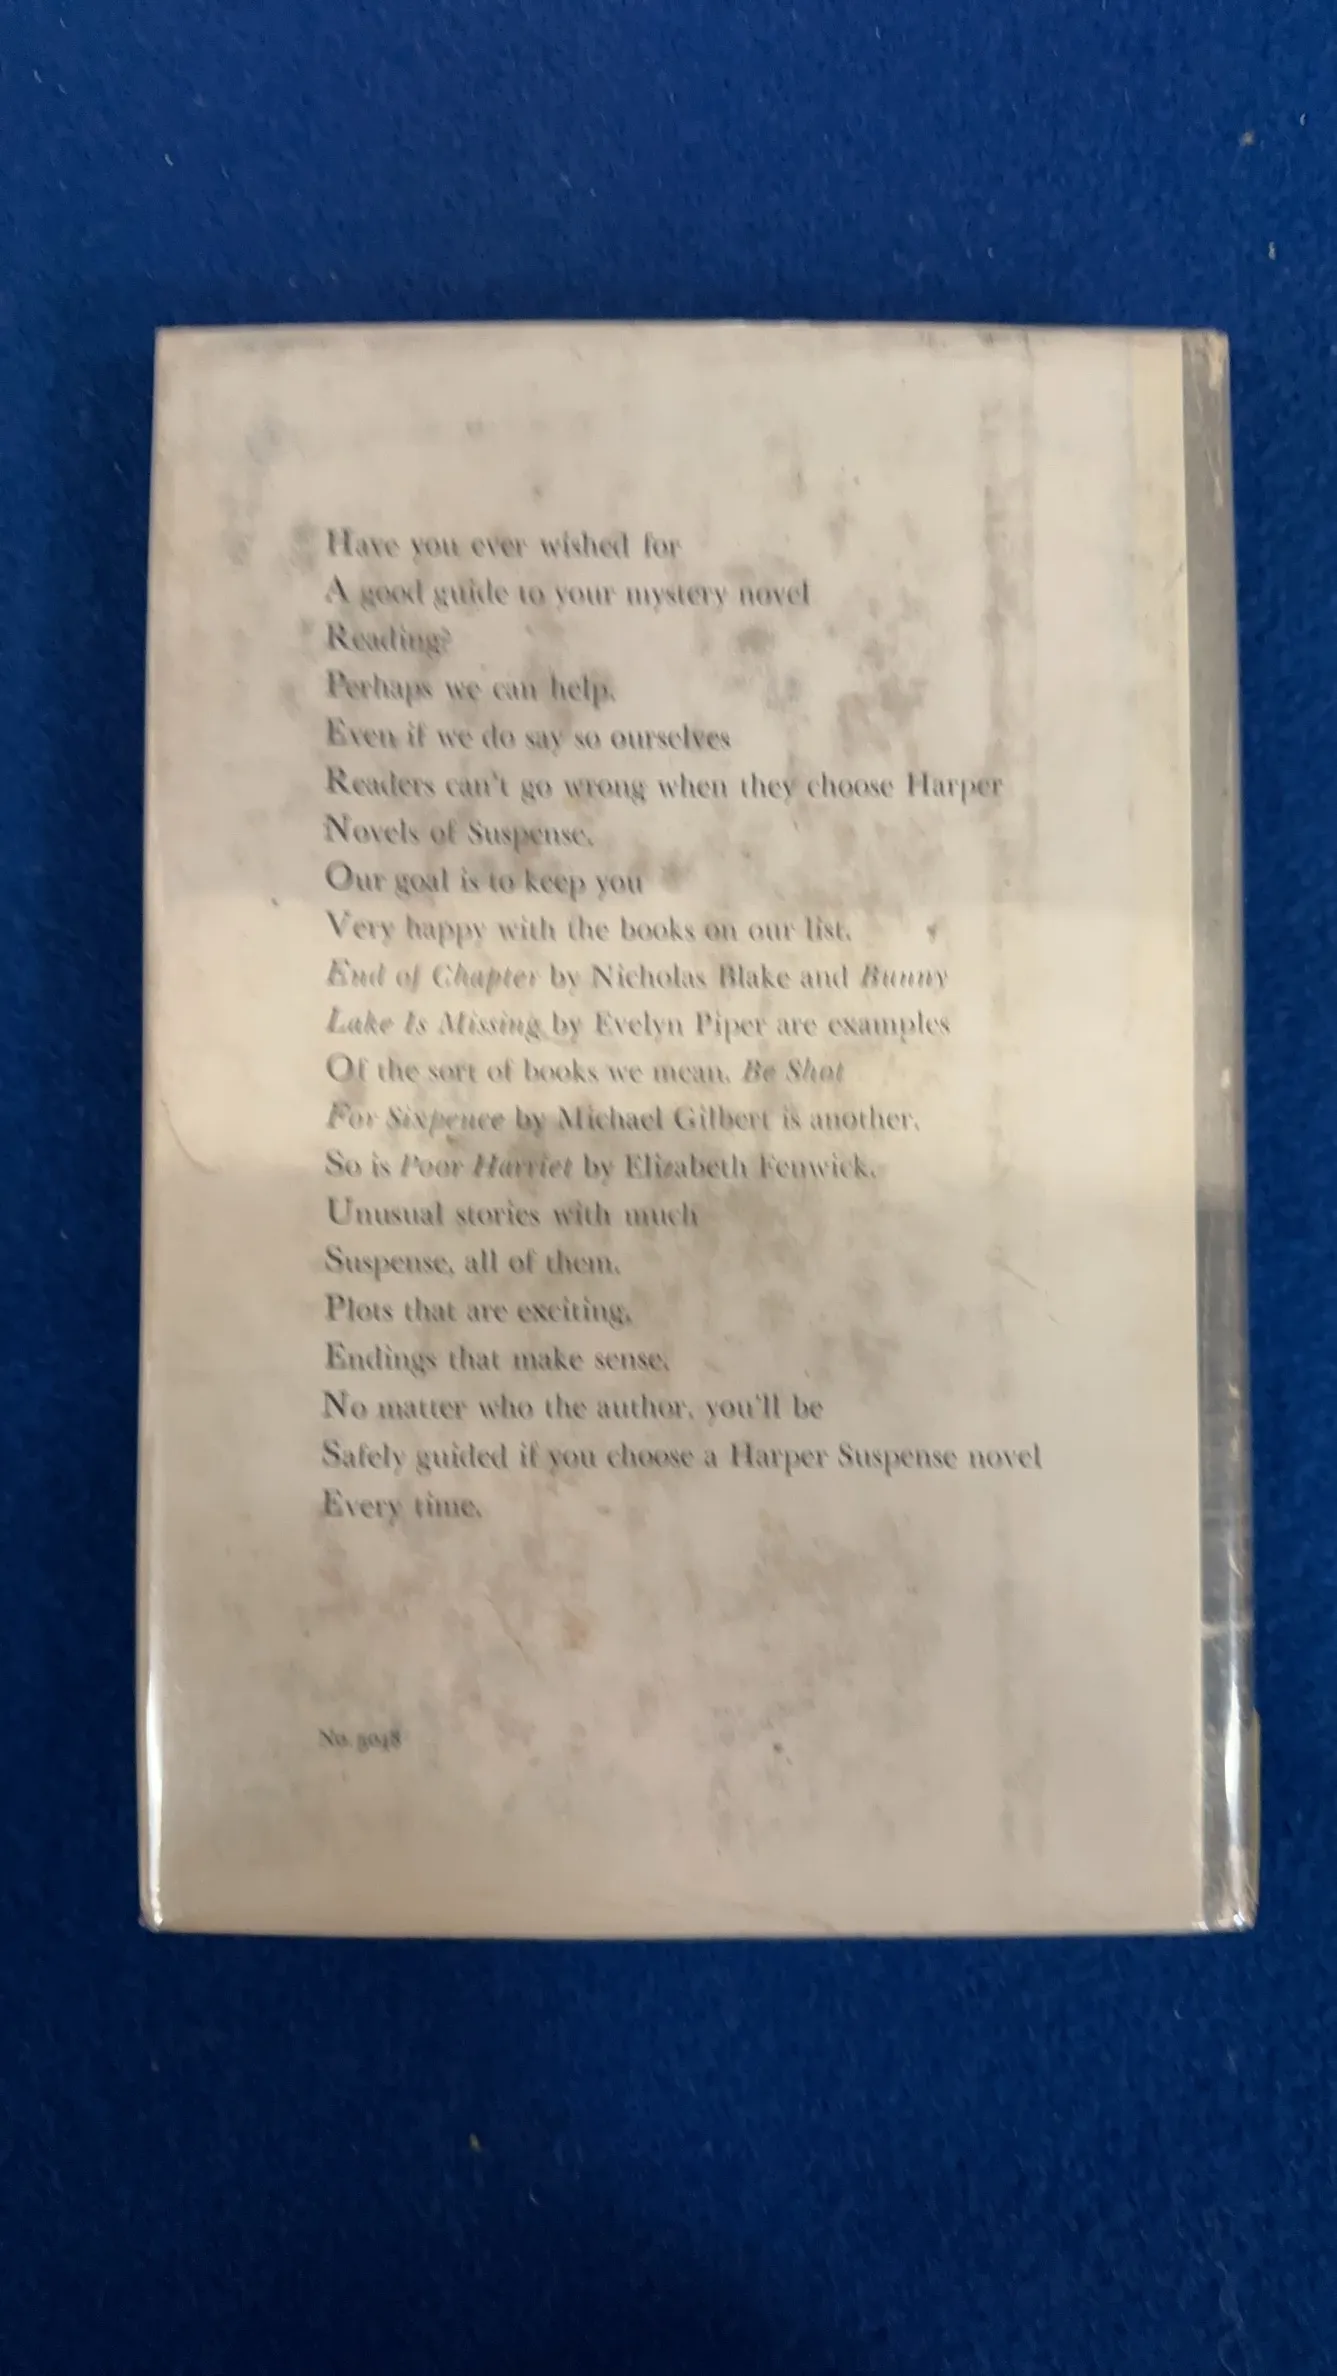 Have you ever wished for
A good guide to your mystery novel
Reading?
Perhaps we can help.
Even if we do say so ourselves
Readers can't go wrong when they choose Harper
Novels of Suspense.
Our goal is to keep you
Very happy with the books on our list.
End of Chapter by Nicholas Blake and Bunny
Lake Is Missing by Evelyn Piper are examples
Of the sort of books we mean. Be Shot
For Sixpence by Michael Gilbert is another.
So is Poor Harriet by Elizabeth Fenwick.
Unusual stories with much
Suspense, all of them.
Plots that are exciting,
Endings that make sense.
No matter who the author, you'll be
Safely guided if you choose a Harper Suspense novel
Every time.
No.